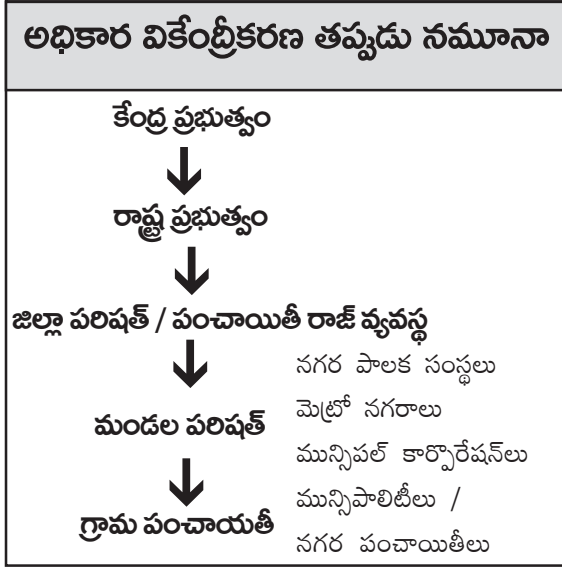 అధికార వికేంద్రీకరణ తప్పుడు నమూనా
కేంద్ర ప్రభుత్వం
రాష్ట్ర ప్రభుత్వం
జిల్లా పరిషత్ / పంచాయితీ రాజ్ వ్యవస్థ
నగర పాలక సంస్థలు
మెట్రో నగరాలు
మండల పరిషత్
మున్సిపల్ కార్పొరేషన్‌లు
మున్సిపాలిటీలు /
గ్రామ పంచాయతీ
నగర పంచాయితీలు